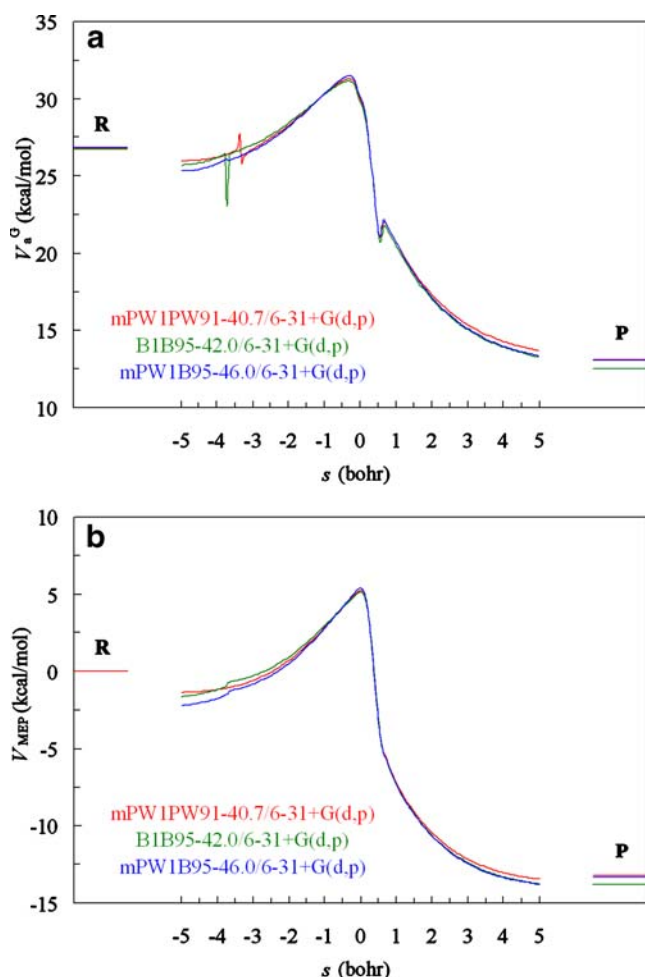 a
35
30
25
20
15
10
R
P
V_a^G (kcal/mol)
mPW1PW91-40.7/6-31+G(d,p)
B1B95-42.0/6-31+G(d,p)
mPW1B95-46.0/6-31+G(d,p)
-5 -4 -3 -2 -1 0 1 2 3 4 5
s (bohr)
b
10
5
0
-5
-10
-15
R
P
V_MEP (kcal/mol)
mPW1PW91-40.7/6-31+G(d,p)
B1B95-42.0/6-31+G(d,p)
mPW1B95-46.0/6-31+G(d,p)
-5 -4 -3 -2 -1 0 1 2 3 4 5
s (bohr)